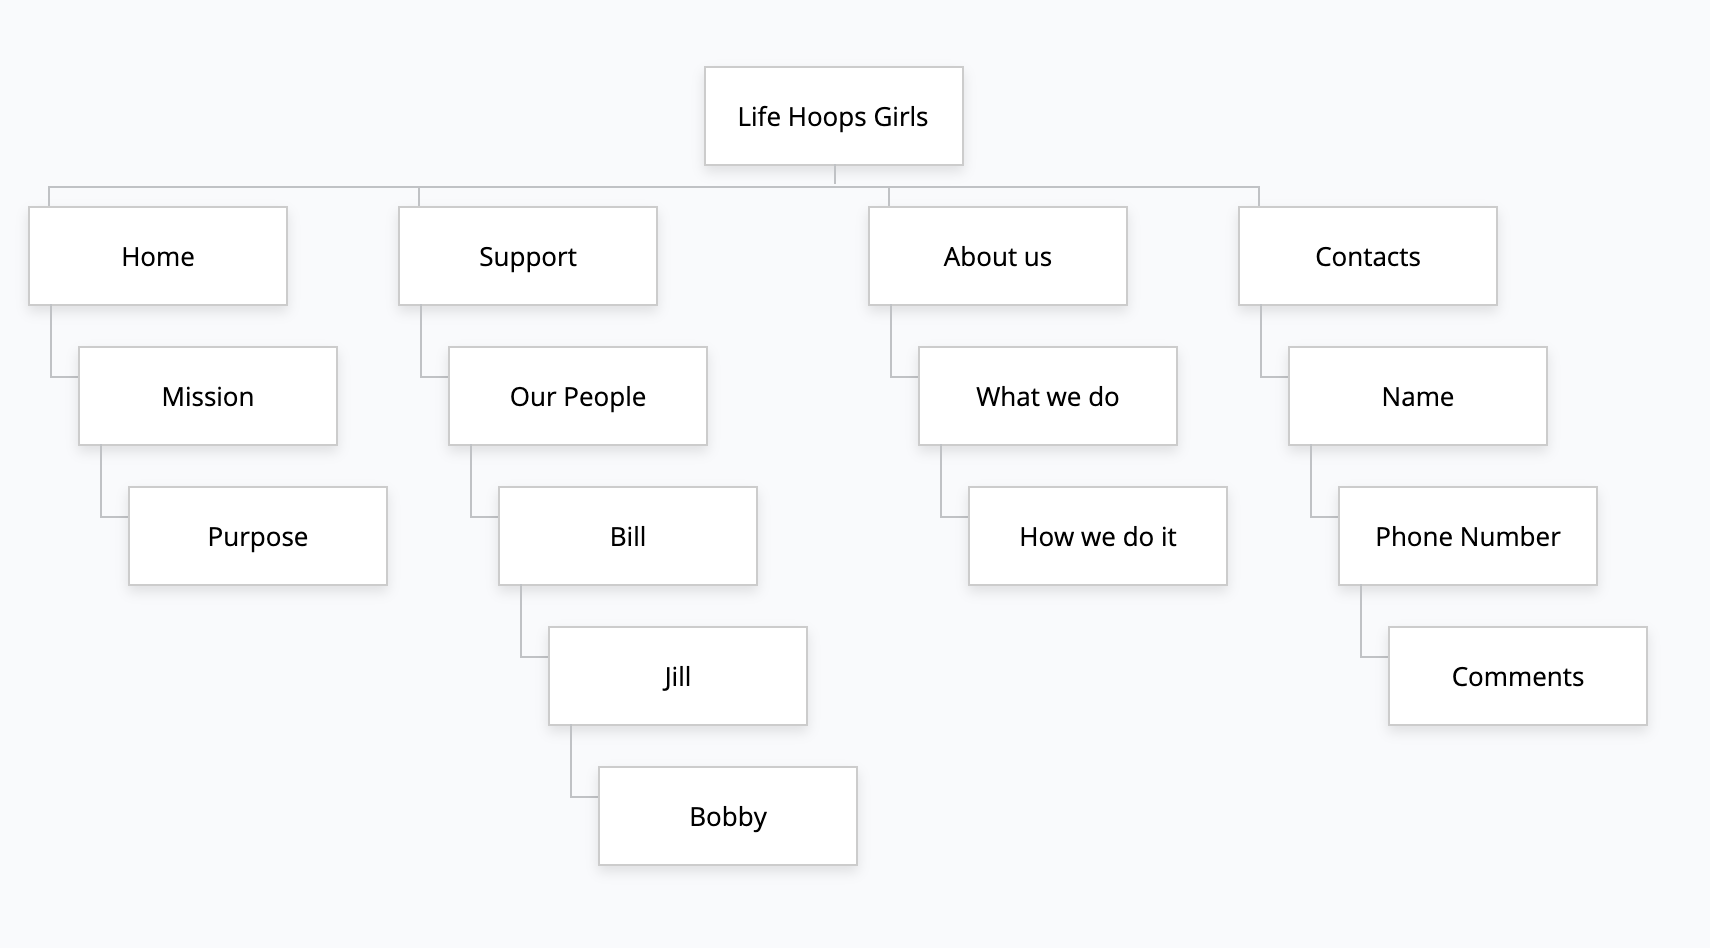 Life Hoops Girls
Home
Support
About us
Contacts
Mission
Our People
What we do
Name
Purpose
Bill
How we do it
Phone Number
Jill
Comments
Bobby